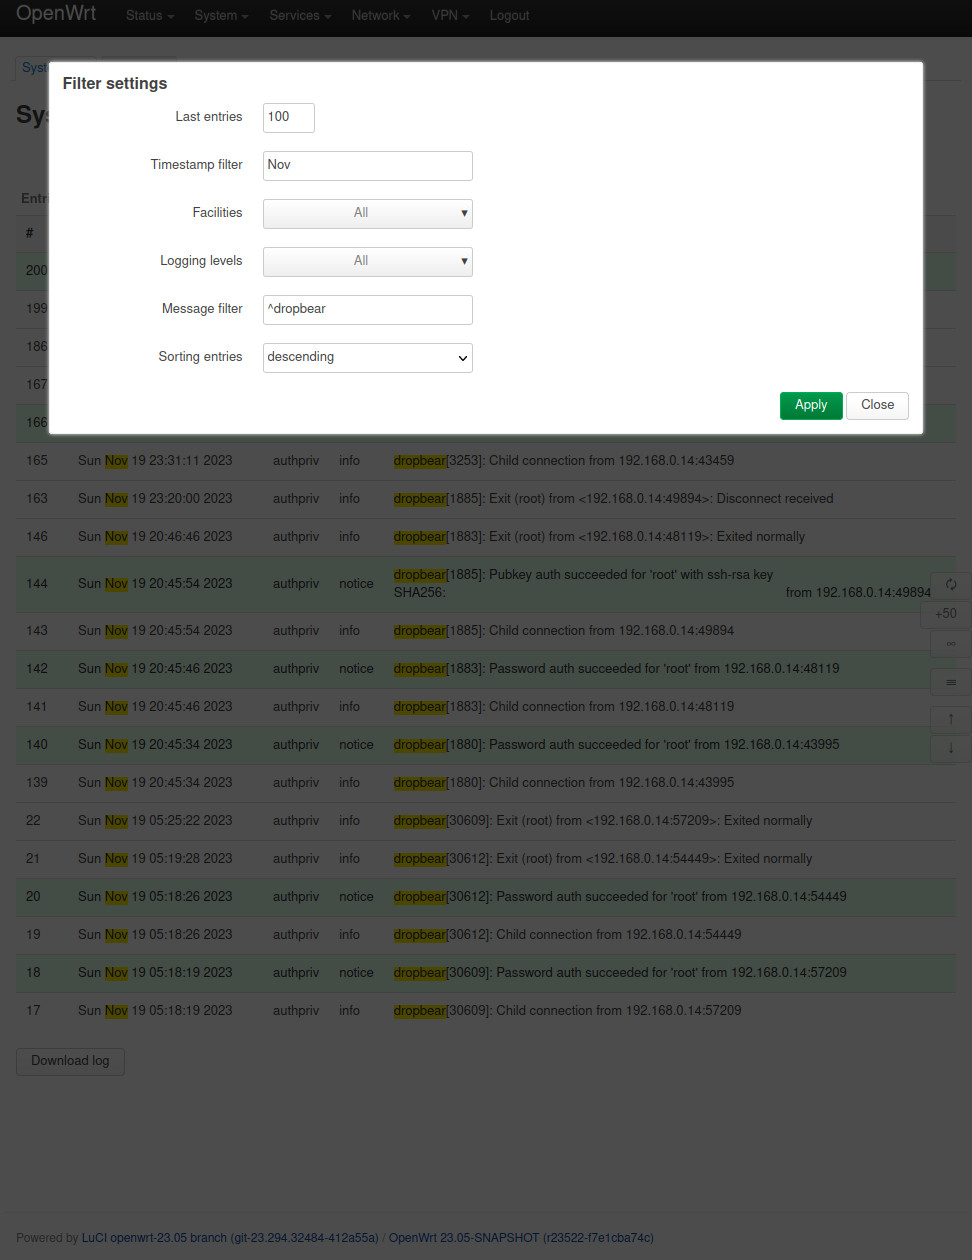 OpenWrt Status System Services Network VPN Logout
Syst
Filter settings
Sys
Last entries 100
Timestamp filter Nov
Entri
Facilities All
#
Logging levels All
200
199
Message filter ^dropbear
186
Sorting entries descending
167
Apply Close
166
165 Sun Nov 19 23:31:11 2023 authpriv info dropbear[3253]: Child connection from 192.168.0.14:43459
163 Sun Nov 19 23:20:00 2023 authpriv info dropbear[1885]: Exit (root) from <192.168.0.14:49894>: Disconnect received
146 Sun Nov 19 20:46:46 2023 authpriv info dropbear[1883]: Exit (root) from <192.168.0.14:48119>: Exited normally
144 Sun Nov 19 20:45:54 2023 authpriv notice dropbear[1885]: Pubkey auth succeeded for 'root' with ssh-rsa key
SHA256: from 192.168.0.14:49894
143 Sun Nov 19 20:45:54 2023 authpriv info dropbear[1885]: Child connection from 192.168.0.14:49894
+50
∞
142 Sun Nov 19 20:45:46 2023 authpriv notice dropbear[1883]: Password auth succeeded for 'root' from 192.168.0.14:48119
141 Sun Nov 19 20:45:46 2023 authpriv info dropbear[1883]: Child connection from 192.168.0.14:48119
↑
140 Sun Nov 19 20:45:34 2023 authpriv notice dropbear[1880]: Password auth succeeded for 'root' from 192.168.0.14:43995
↓
139 Sun Nov 19 20:45:34 2023 authpriv info dropbear[1880]: Child connection from 192.168.0.14:43995
22 Sun Nov 19 05:25:22 2023 authpriv info dropbear[30609]: Exit (root) from <192.168.0.14:57209>: Exited normally
21 Sun Nov 19 05:19:28 2023 authpriv info dropbear[30612]: Exit (root) from <192.168.0.14:54449>: Exited normally
20 Sun Nov 19 05:18:26 2023 authpriv notice dropbear[30612]: Password auth succeeded for 'root' from 192.168.0.14:54449
19 Sun Nov 19 05:18:26 2023 authpriv info dropbear[30612]: Child connection from 192.168.0.14:54449
18 Sun Nov 19 05:18:19 2023 authpriv notice dropbear[30609]: Password auth succeeded for 'root' from 192.168.0.14:57209
17 Sun Nov 19 05:18:19 2023 authpriv info dropbear[30609]: Child connection from 192.168.0.14:57209
Download log
Powered by LuCI openwrt-23.05 branch (git-23.294.32484-412a55a) / OpenWrt 23.05-SNAPSHOT (r23522-f7e1cba74c)